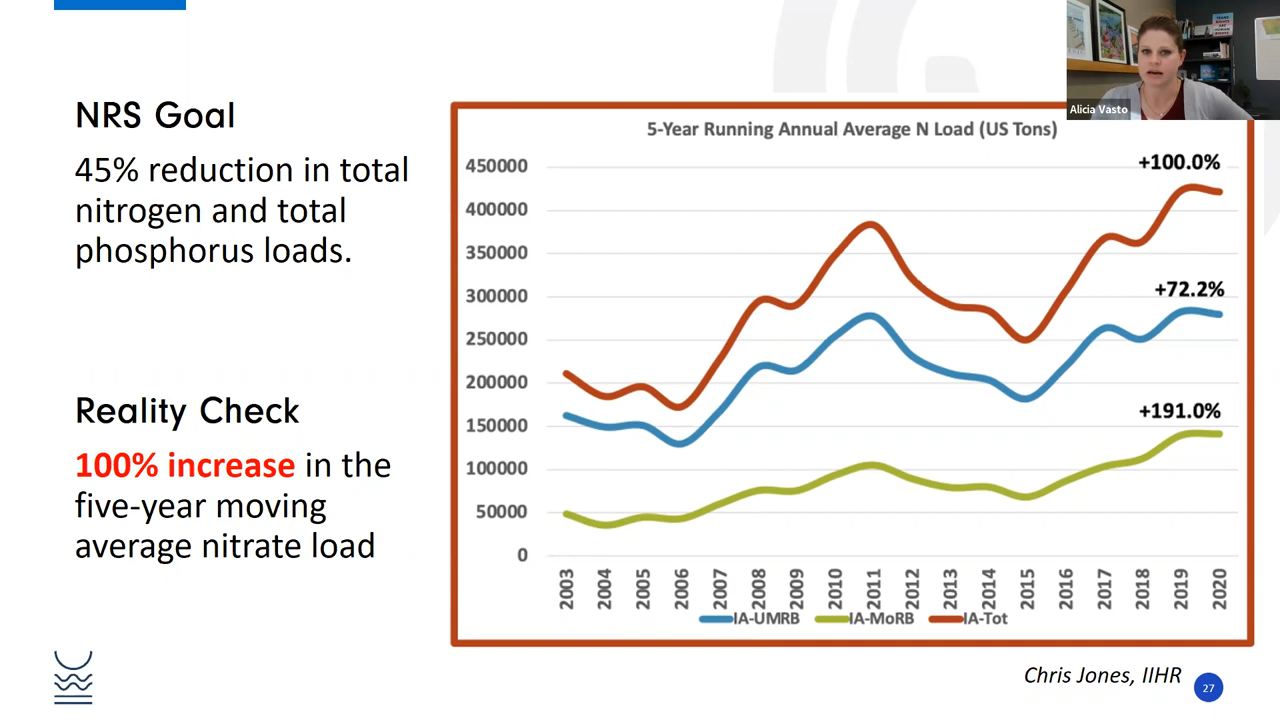 NRS Goal
45% reduction in total
nitrogen and total
phosphorus loads.
Reality Check
100% increase in the
five-year moving
average nitrate load
5-Year Running Annual Average N Load (US Tons)
450000
400000
350000
300000
250000
200000
150000
100000
50000
0
+100.0%
+72.2%
+191.0%
2003 2004 2005 2006 2007 2008 2009 2010 2011 2012 2013 2014 2015 2016 2017 2018 2019 2020
IA-UMRB IA-MoRB IA-Tot
Chris Jones, IIHR
27
Alicia Vasto